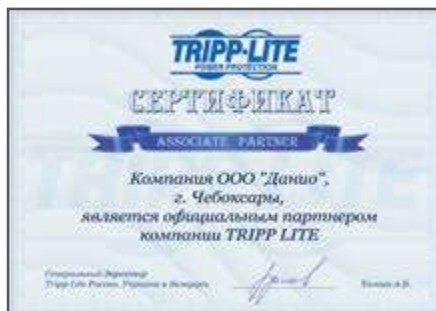 TRIPP·LITE
POWER PROTECTION
СЕРТИФИКАТ
ASSOCIATE PARTNER
Компания ООО "Данио",
г. Чебоксары,
является официальным партнером
компании TRIPP LITE
Генеральный директор
Tripp Lite Россия, Украина и Беларусь